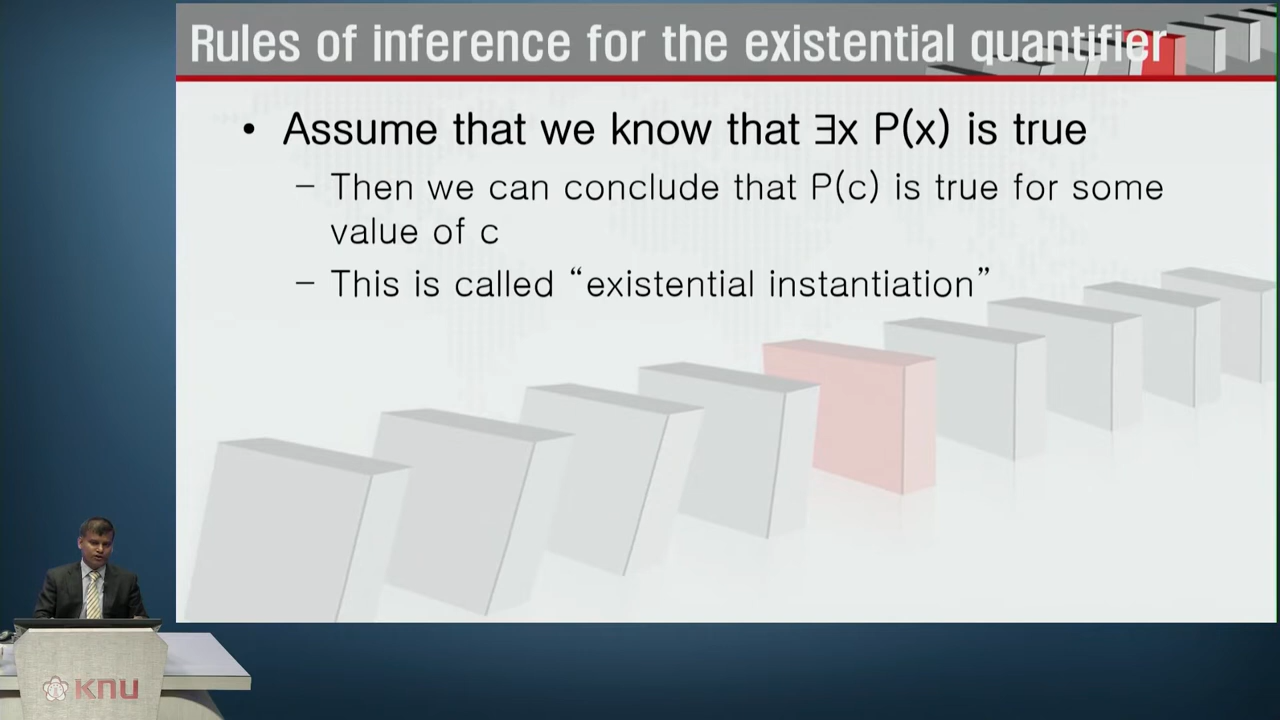 Rules of inference for the existential quantifier
• Assume that we know that ∃x P(x) is true
– Then we can conclude that P(c) is true for some
value of c
– This is called “existential instantiation”
KNU